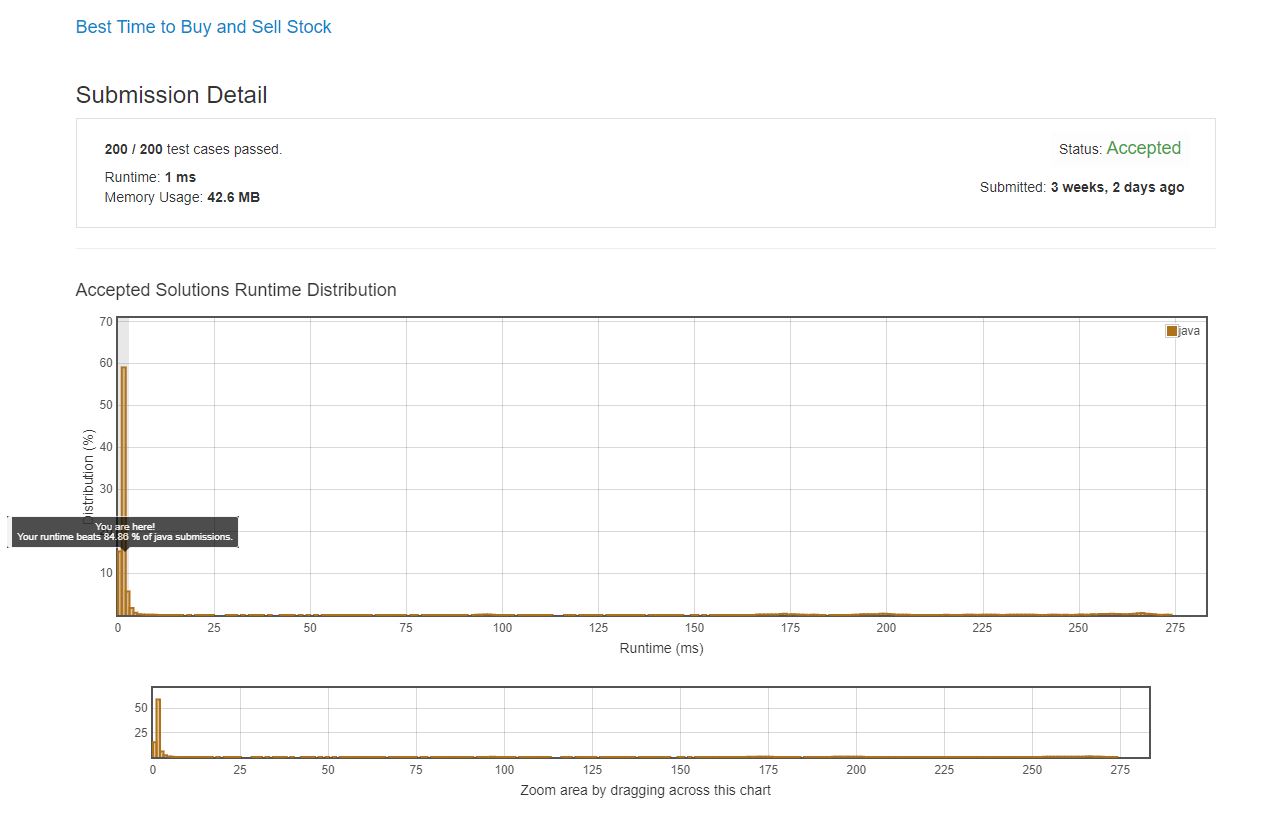 Best Time to Buy and Sell Stock
Submission Detail
200 / 200 test cases passed.
Status: Accepted
Runtime: 1 ms
Memory Usage: 42.6 MB
Submitted: 3 weeks, 2 days ago
Accepted Solutions Runtime Distribution
70
60
50
40
30
10
Distribution (%)
java
You are here!
Your runtime beats 84.86 % of java submissions.
0 25 50 75 100 125 150 175 200 225 250 275
Runtime (ms)
50
25
0 25 50 75 100 125 150 175 200 225 250 275
Zoom area by dragging across this chart